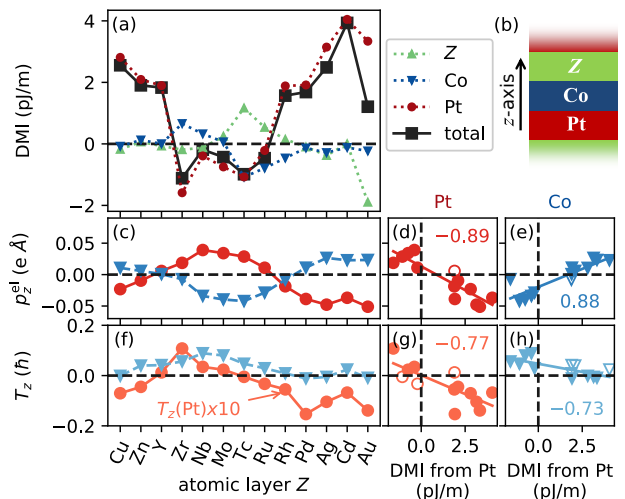 (a)
DMI (pJ/m)
4
2
0
−2
Z
Co
Pt
total
(b)
z-axis
Z
Co
Pt
(c)
p_z^el (e Å)
0.05
0.00
−0.05
Pt
(d)
−0.89
Co
(e)
0.88
(f)
T_z (ℏ)
0.2
0.0
−0.2
T_z(Pt)x10
(g)
−0.77
(h)
−0.73
Cu
Zn
Y
Zr
Nb
Mo
Tc
Ru
Rh
Pd
Ag
Cd
Au
atomic layer Z
0.0
2.5
DMI from Pt
(pJ/m)
0.0
2.5
DMI from Pt
(pJ/m)